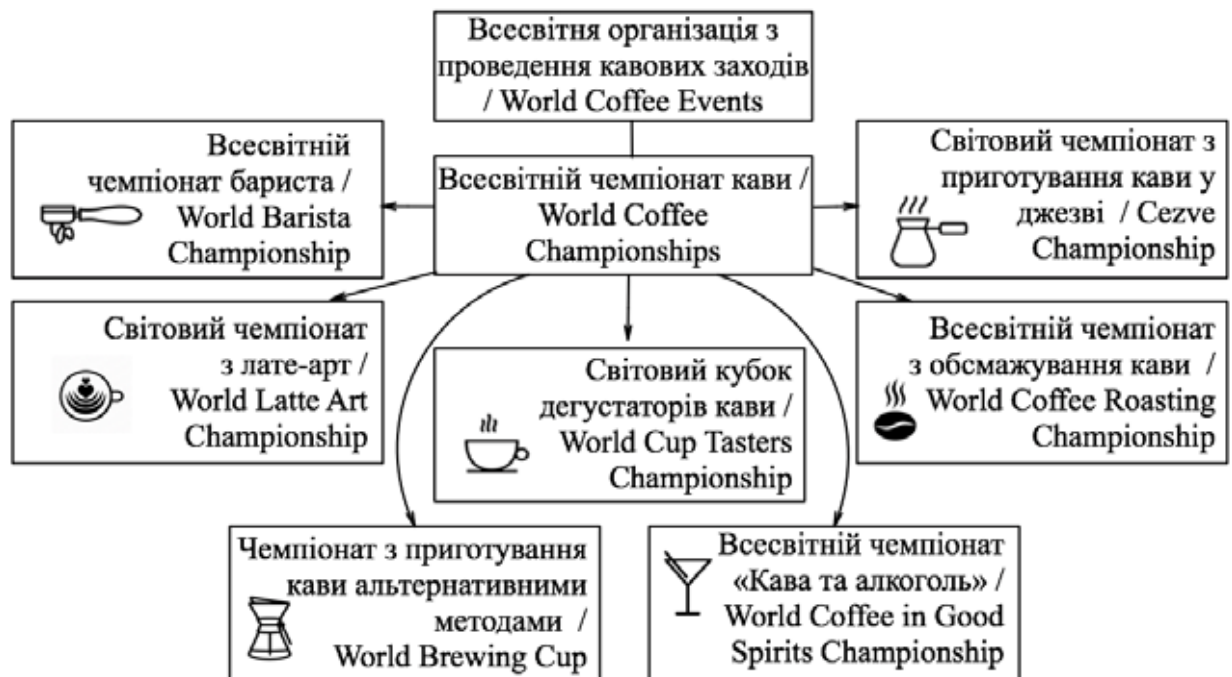 Всесвітня організація з
проведення кавових заходів
/ World Coffee Events
Всесвітній
чемпіонат бариста /
World Barista
Championship
Всесвітній чемпіонат кави /
World Coffee
Championships
Світовий чемпіонат з
приготування кави у
джезві / Cezve
Championship
Світовий чемпіонат
з лате-арт /
World Latte Art
Championship
Світовий кубок
дегустаторів кави /
World Cup Tasters
Championship
Всесвітній чемпіонат
з обсмажування кави /
World Coffee Roasting
Championship
Чемпіонат з приготування
кави альтернативними
методами /
World Brewing Cup
Всесвітній чемпіонат
«Кава та алкоголь» /
World Coffee in Good
Spirits Championship